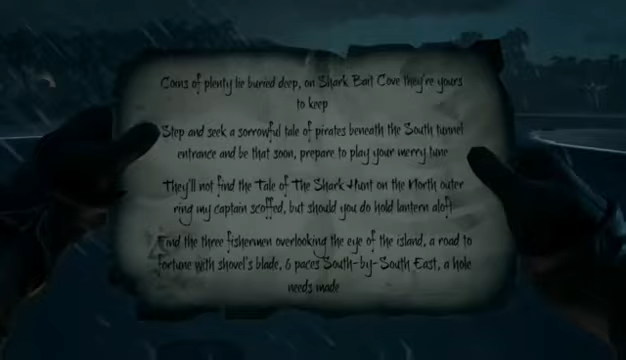 Coins of plenty lie buried deep, on Shark Bait Cove they're yours
to keep
Step and seek a sorrowful tale of pirates beneath the South tunnel
entrance and be that soon, prepare to play your merry tune
They'll not find the Tale of The Shark Hunt on the North outer
ring my captain scoffed, but should you do hold lantern aloft
Find the three fishermen overlooking the eye of the island, a road to
fortune with shovel's blade, 6 paces South-by-South East, a hole
needs made